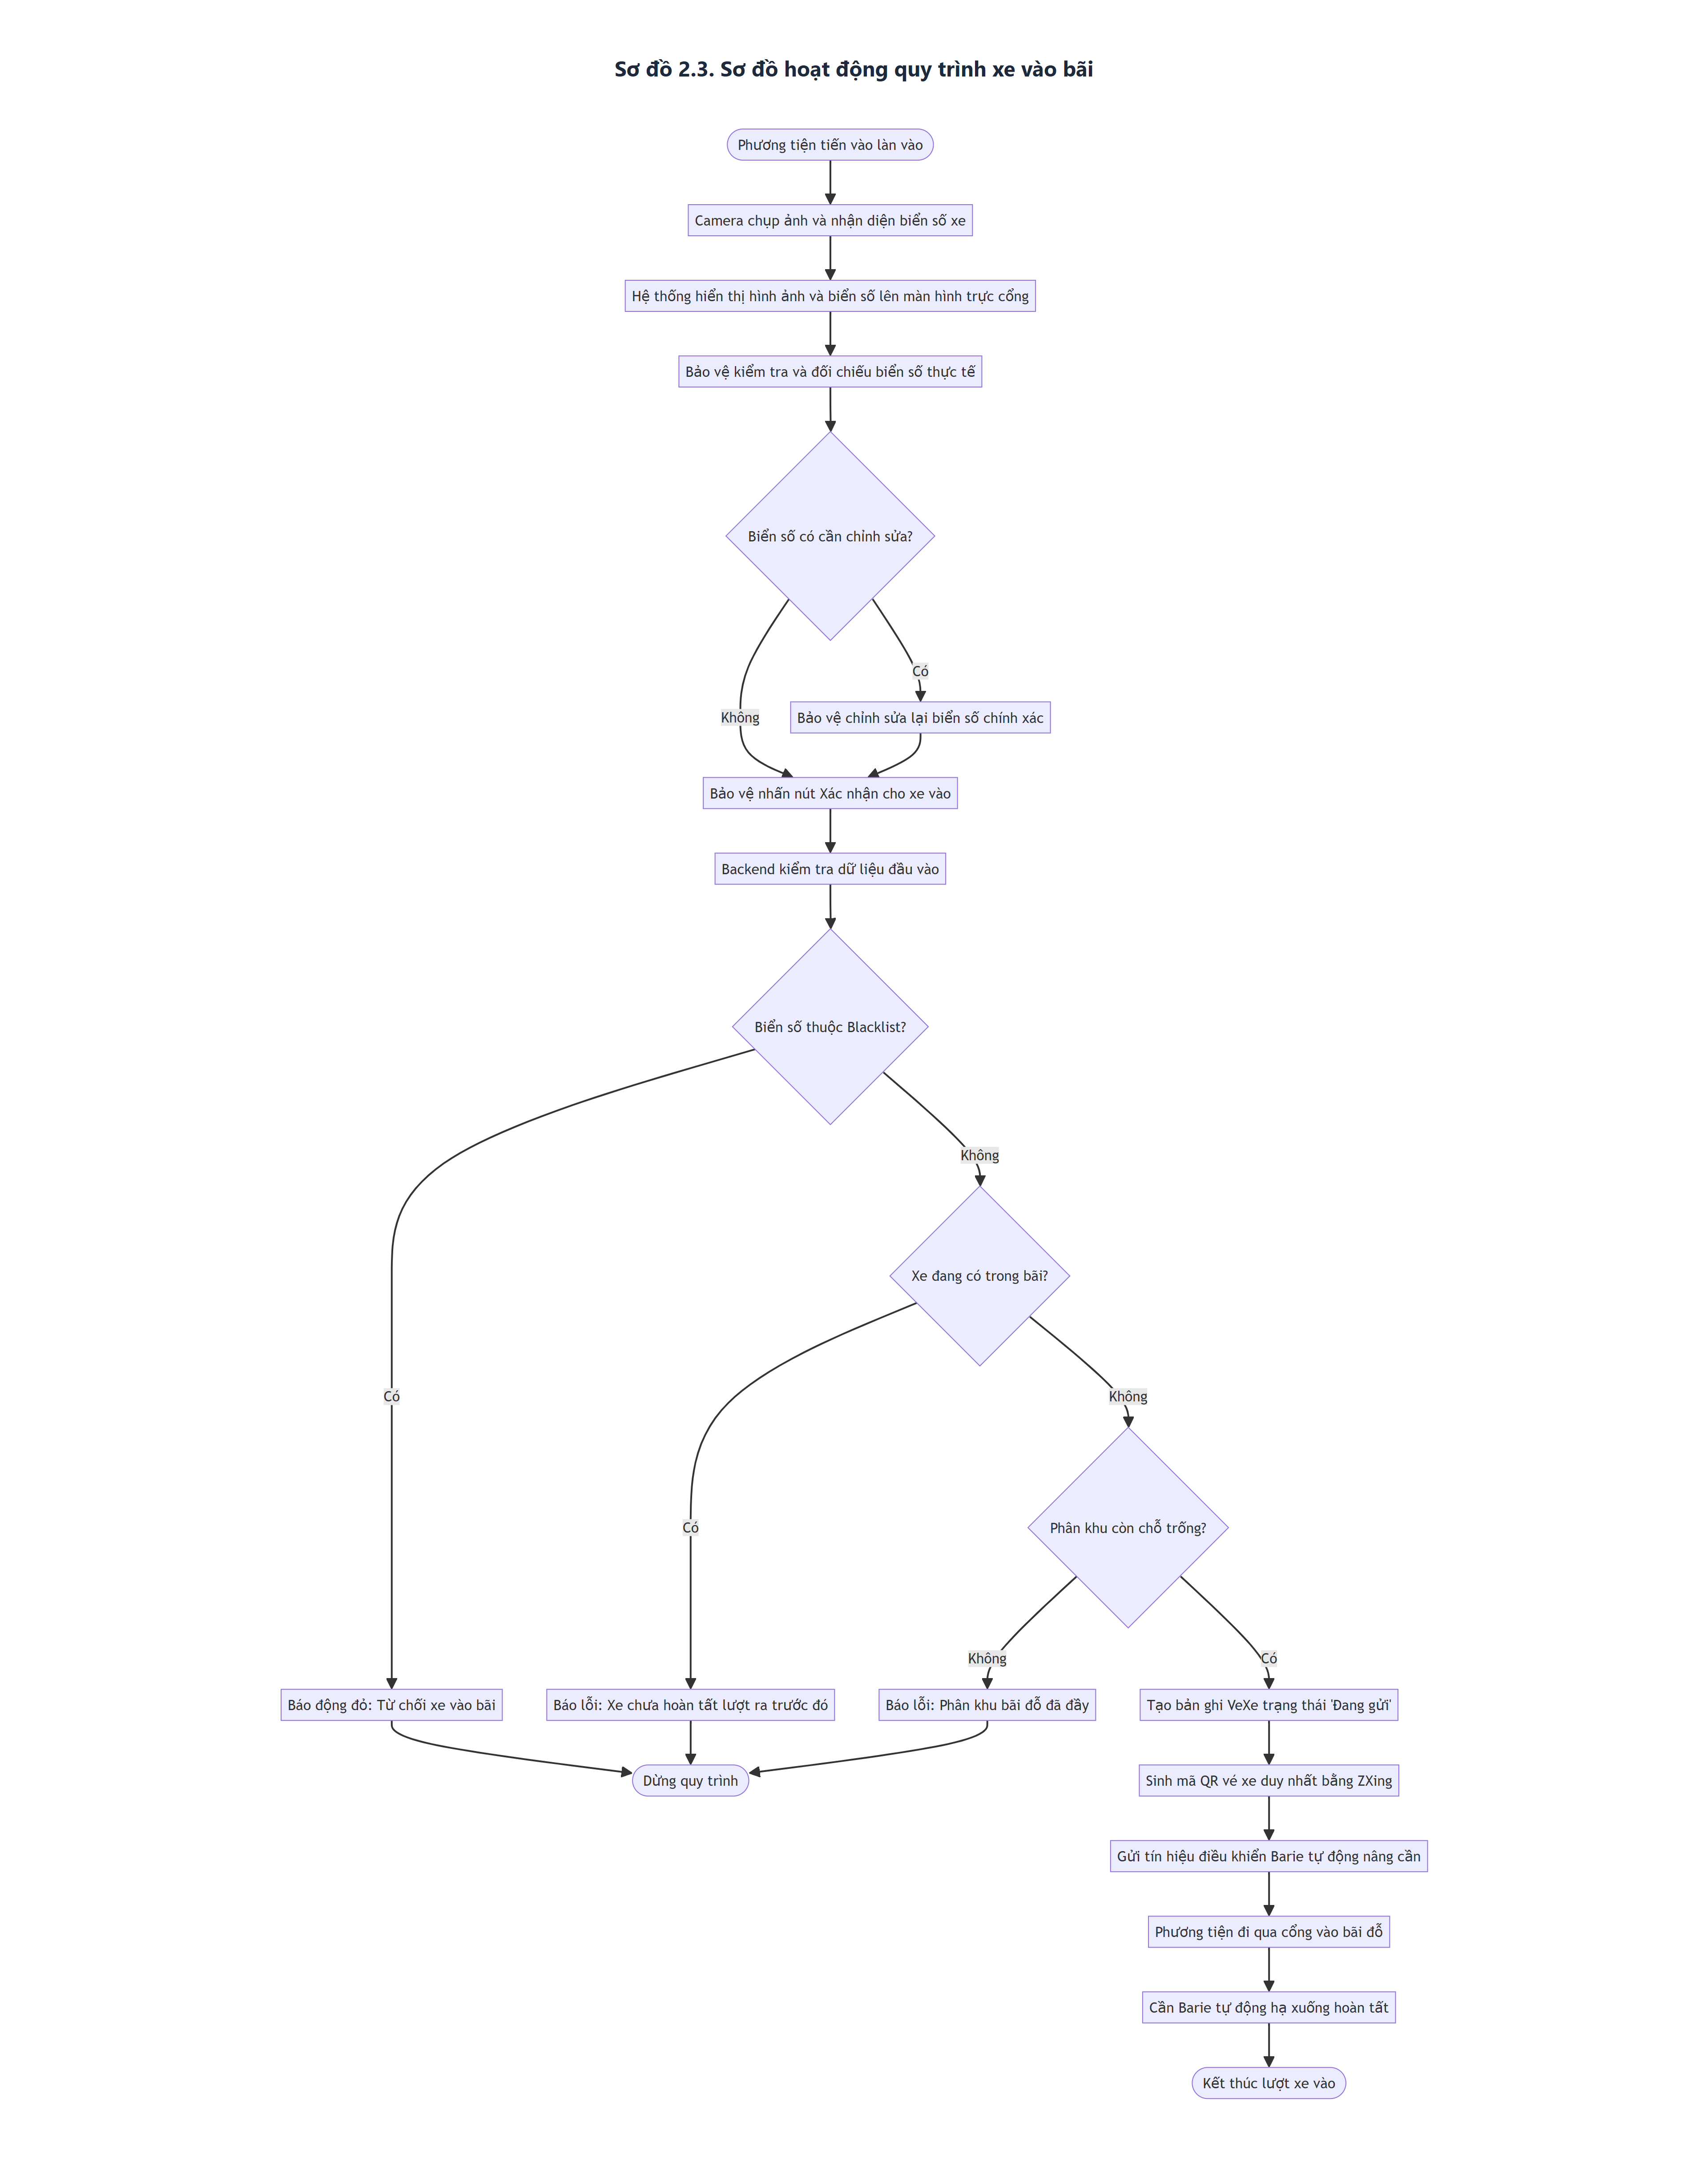 Sơ đồ 2.3. Sơ đồ hoạt động quy trình xe vào bãi
Phương tiện tiến vào làn vào
Camera chụp ảnh và nhận diện biển số xe
Hệ thống hiển thị hình ảnh và biển số lên màn hình trực cổng
Bảo vệ kiểm tra và đối chiếu biển số thực tế
Biển số có cần chỉnh sửa?
Có
Không
Bảo vệ chỉnh sửa lại biển số chính xác
Bảo vệ nhấn nút Xác nhận cho xe vào
Backend kiểm tra dữ liệu đầu vào
Biển số thuộc Blacklist?
Không
Xe đang có trong bãi?
Có
Không
Có
Phân khu còn chỗ trống?
Không
Có
Báo động đỏ: Từ chối xe vào bãi
Báo lỗi: Xe chưa hoàn tất lượt ra trước đó
Báo lỗi: Phân khu bãi đỗ đã đầy
Tạo bản ghi VeXe trạng thái 'Đang gửi'
Dừng quy trình
Sinh mã QR vé xe duy nhất bằng ZXing
Gửi tín hiệu điều khiển Barie tự động nâng cần
Phương tiện đi qua cổng vào bãi đỗ
Cần Barie tự động hạ xuống hoàn tất
Kết thúc lượt xe vào